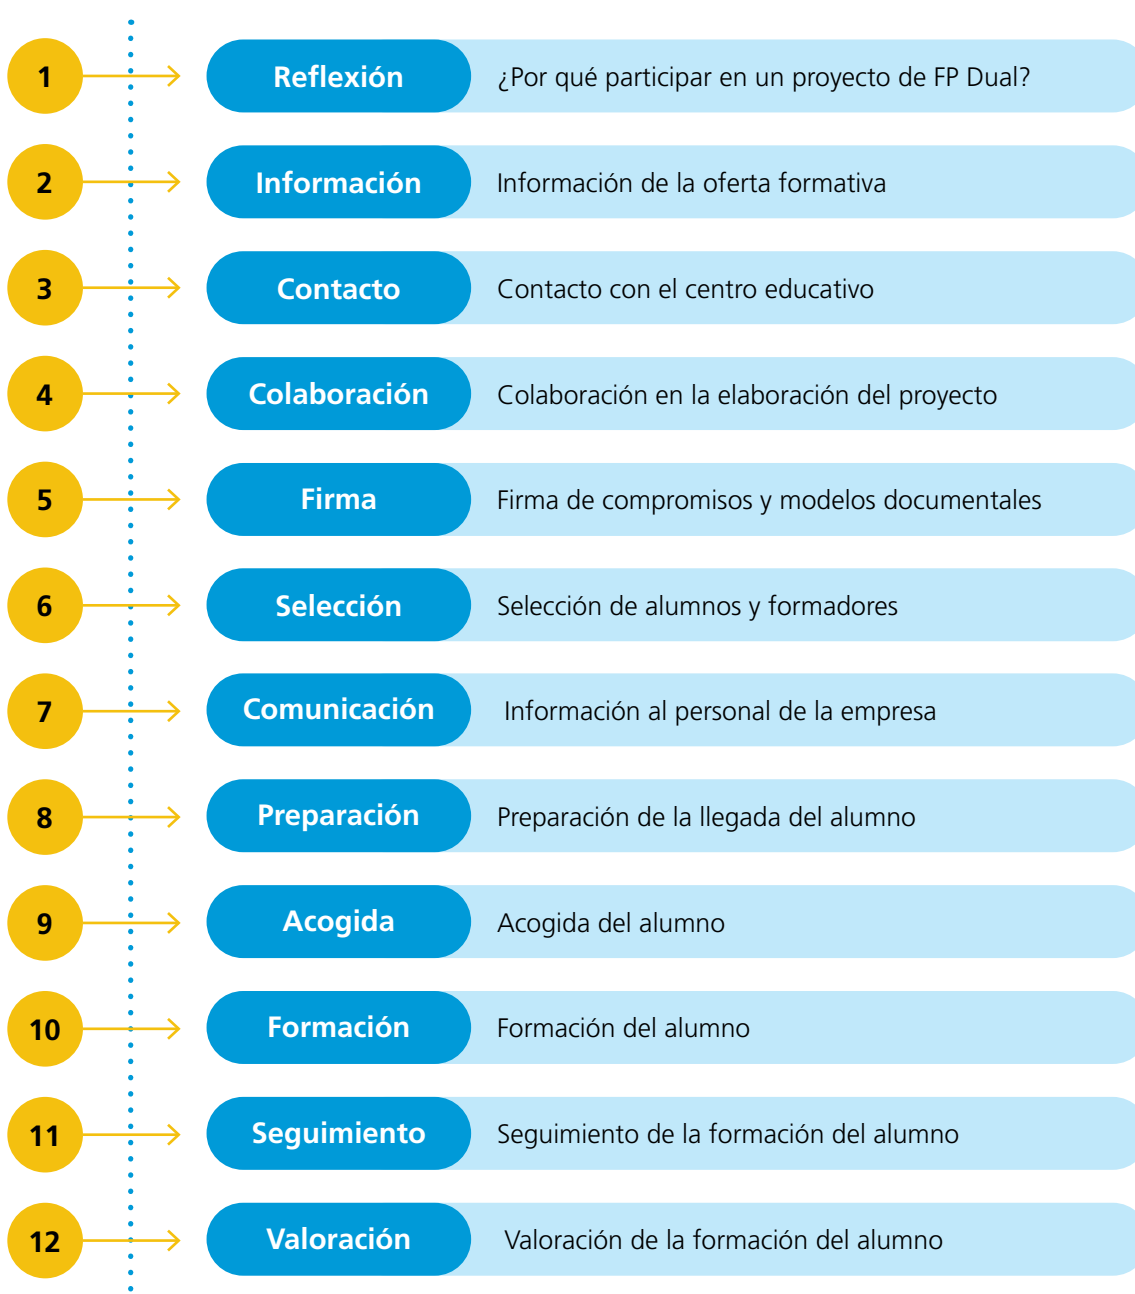 1 Reflexión ¿Por qué participar en un proyecto de FP Dual?
2 Información Información de la oferta formativa
3 Contacto Contacto con el centro educativo
4 Colaboración Colaboración en la elaboración del proyecto
5 Firma Firma de compromisos y modelos documentales
6 Selección Selección de alumnos y formadores
7 Comunicación Información al personal de la empresa
8 Preparación Preparación de la llegada del alumno
9 Acogida Acogida del alumno
10 Formación Formación del alumno
11 Seguimiento Seguimiento de la formación del alumno
12 Valoración Valoración de la formación del alumno